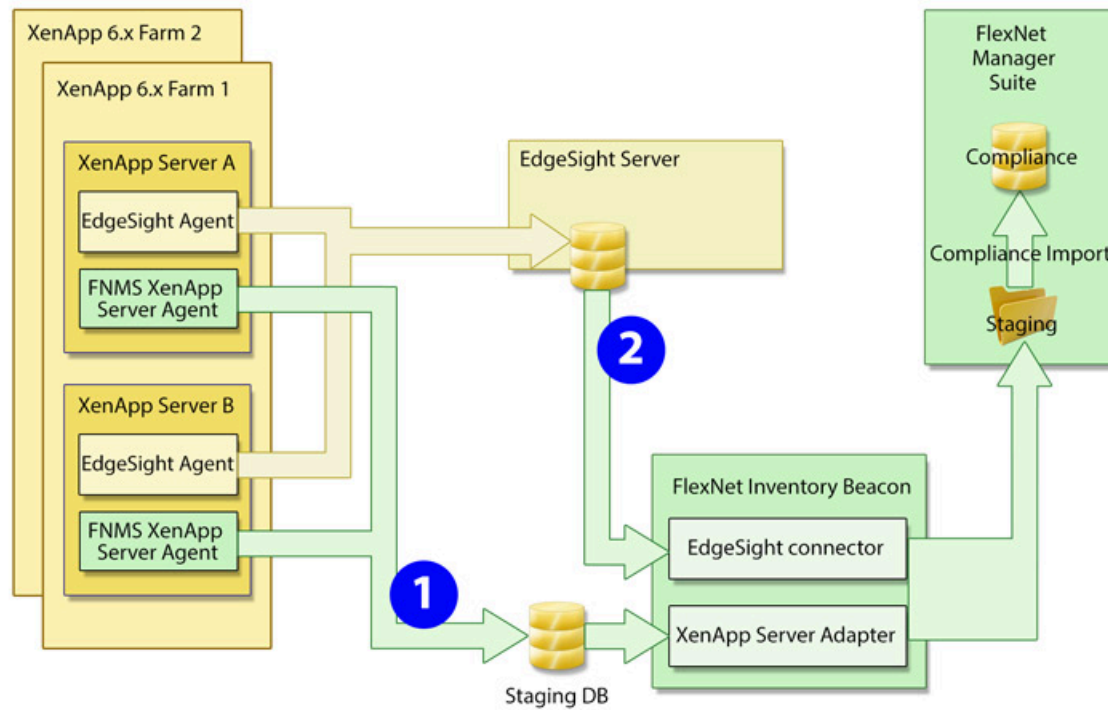 XenApp 6.x Farm 2
XenApp 6.x Farm 1
XenApp Server A
EdgeSight Agent
FNMS XenApp
Server Agent
XenApp Server B
EdgeSight Agent
FNMS XenApp
Server Agent
EdgeSight Server
2
1
Staging DB
FlexNet Inventory Beacon
EdgeSight connector
XenApp Server Adapter
FlexNet
Manager
Suite
Compliance
Compliance Import
Staging